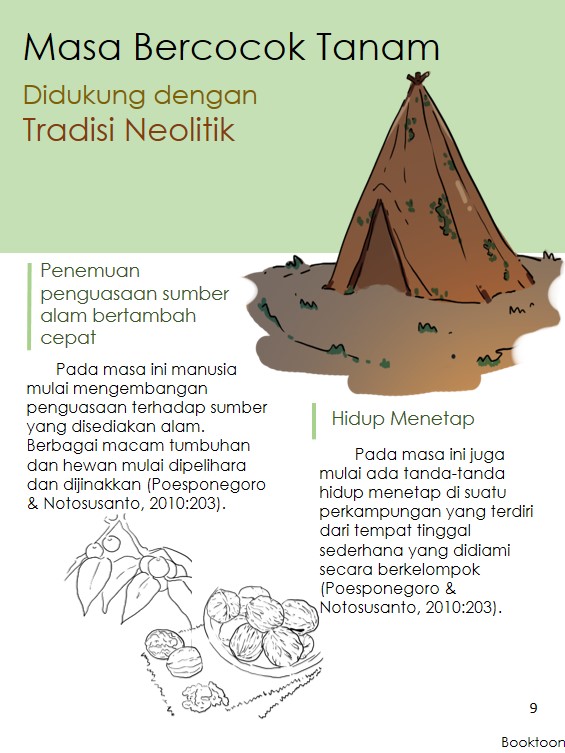 Masa Bercocok Tanam
Didukung dengan
Tradisi Neolitik
Penemuan
penguasaan sumber
alam bertambah
cepat
Pada masa ini manusia
mulai mengembangan
penguasaan terhadap sumber
yang disediakan alam.
Berbagai macam tumbuhan
dan hewan mulai dipelihara
dan dijinakkan (Poesponegoro
& Notosusanto, 2010:203).
Hidup Menetap
Pada masa ini juga
mulai ada tanda-tanda
hidup menetap di suatu
perkampungan yang terdiri
dari tempat tinggal
sederhana yang didiami
secara berkelompok
(Poesponegoro &
Notosusanto, 2010:203).
9
Booktoon